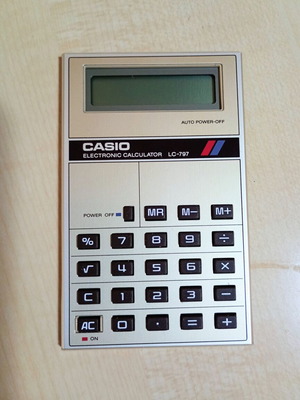 AUTO POWER-OFF
CASIO
ELECTRONIC CALCULATOR LC-797
POWER OFF MR M− M+
% 7 8 9 ÷
√ 4 5 6 ×
C 1 2 3 −
AC 0 · = +
ON